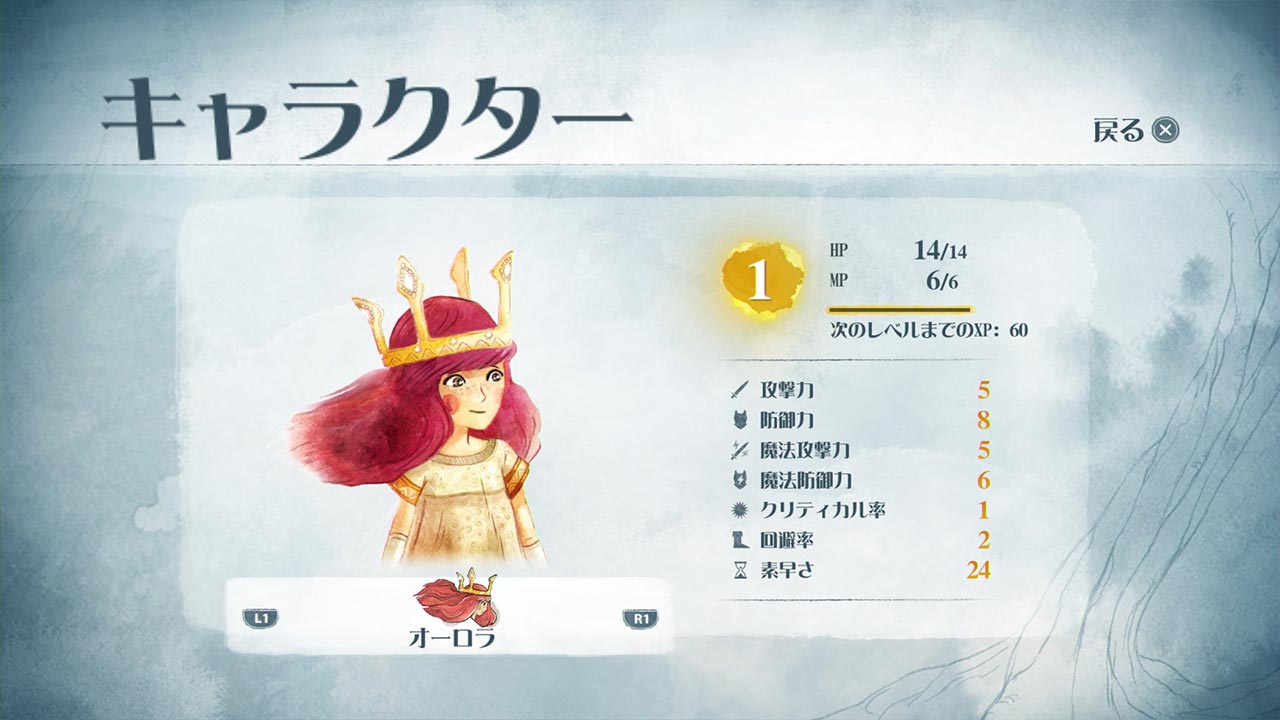 キャラクター
戻る
1
HP 14/14
MP 6/6
次のレベルまでのXP: 60
攻撃力 5
防御力 8
魔法攻撃力 5
魔法防御力 6
クリティカル率 1
回避率 2
素早さ 24
L1
R1
オーロラ